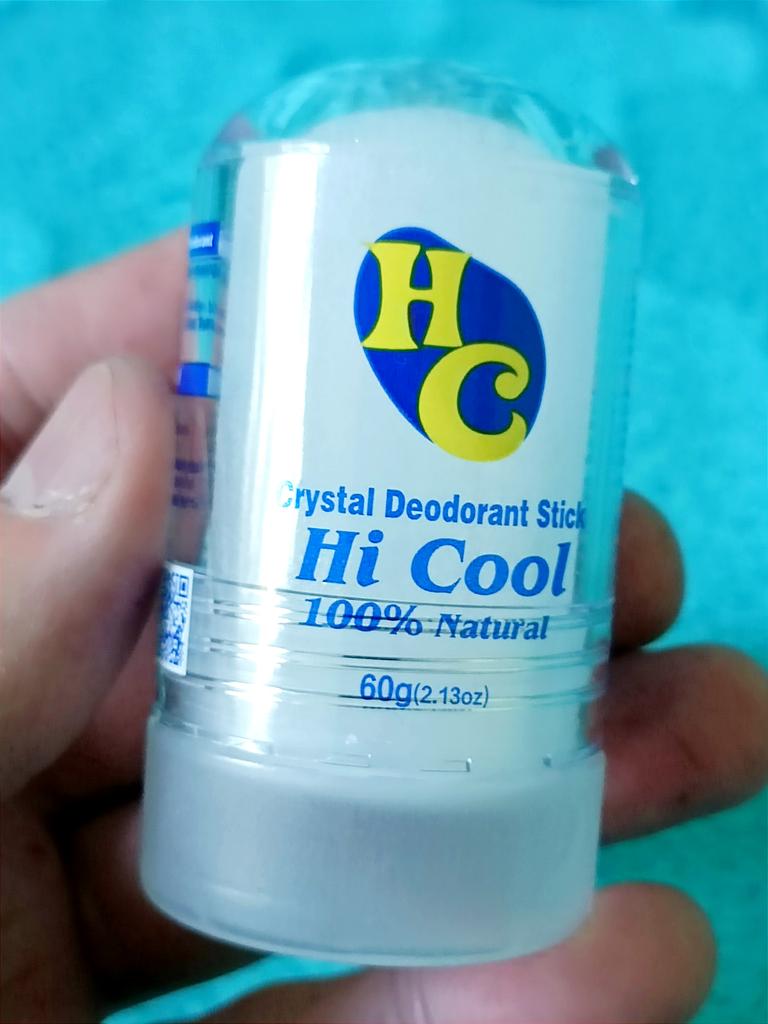 HC
Crystal Deodorant Stick
Hi Cool
100% Natural
60g(2.13oz)